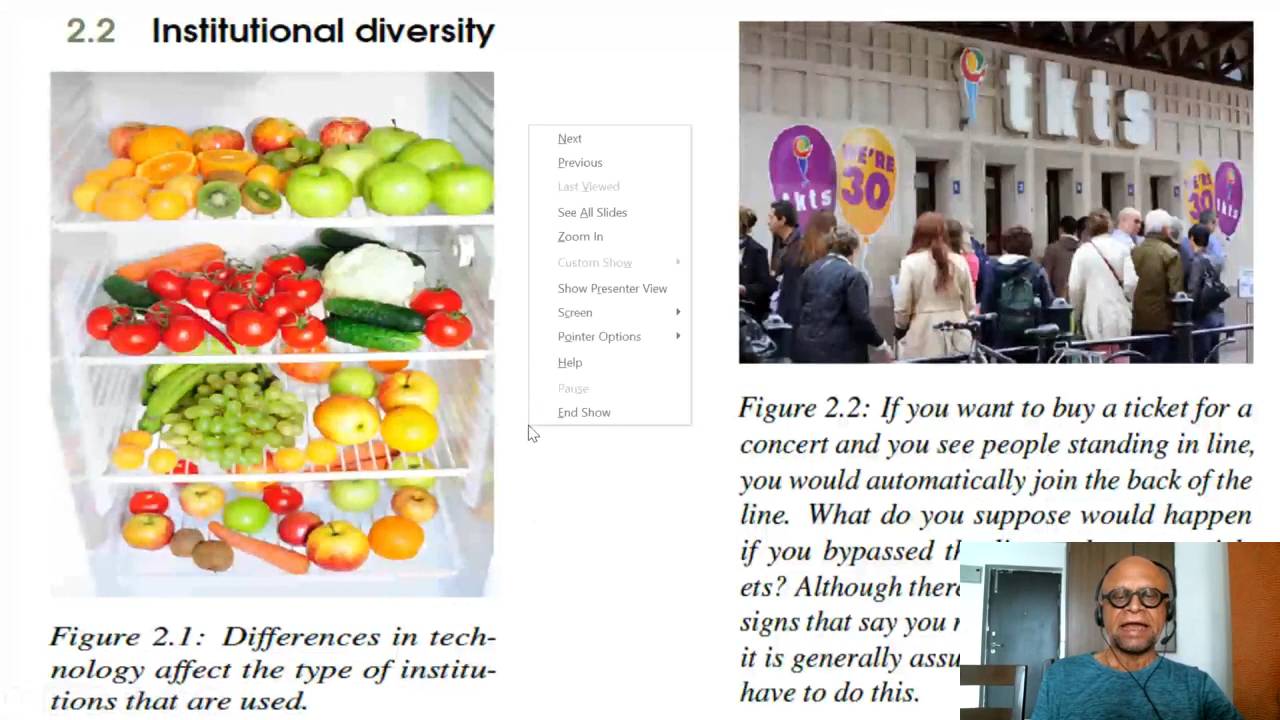 2.2 Institutional diversity
Figure 2.1: Differences in tech-
nology affect the type of institu-
tions that are used.
Next
Previous
Last Viewed
See All Slides
Zoom In
Custom Show
Show Presenter View
Screen
Pointer Options
Help
Pause
End Show
tkts
tkts
WE'RE
30
30
tkts
Figure 2.2: If you want to buy a ticket for a
concert and you see people standing in line,
you would automatically join the back of the
line. What do you suppose would happen
if you bypassed
ets? Although
signs that say you
it is generally
have to do this.